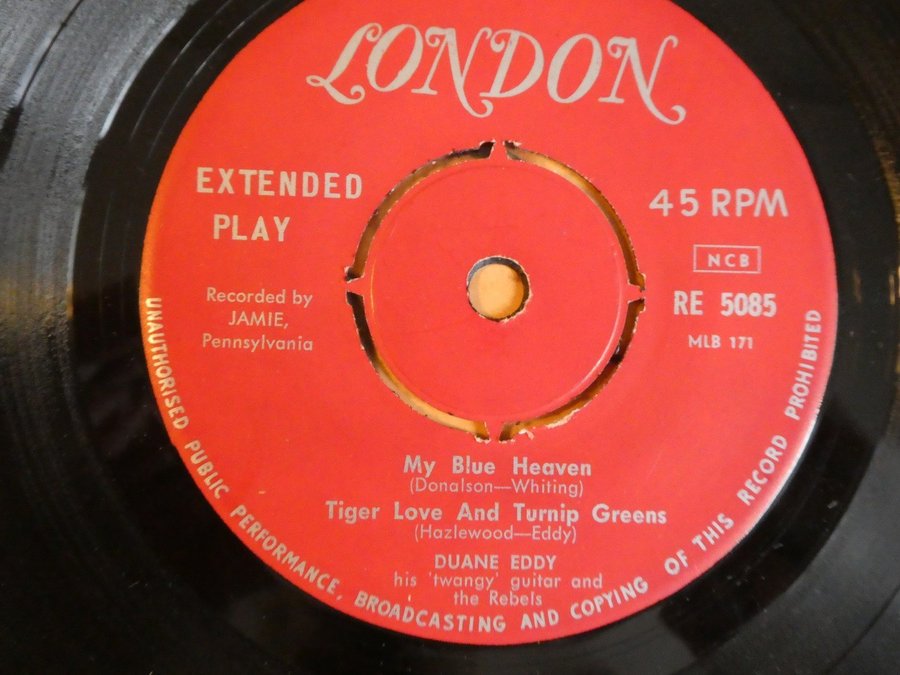 LONDON
EXTENDED
PLAY
45 RPM
NCB
Recorded by
JAMIE,
Pennsylvania
RE 5085
MLB 171
My Blue Heaven
(Donalson—Whiting)
Tiger Love And Turnip Greens
(Hazlewood—Eddy)
DUANE EDDY
his 'twangy' guitar and
the Rebels
UNAUTHORISED PUBLIC PERFORMANCE, BROADCASTING AND COPYING OF THIS RECORD PROHIBITED